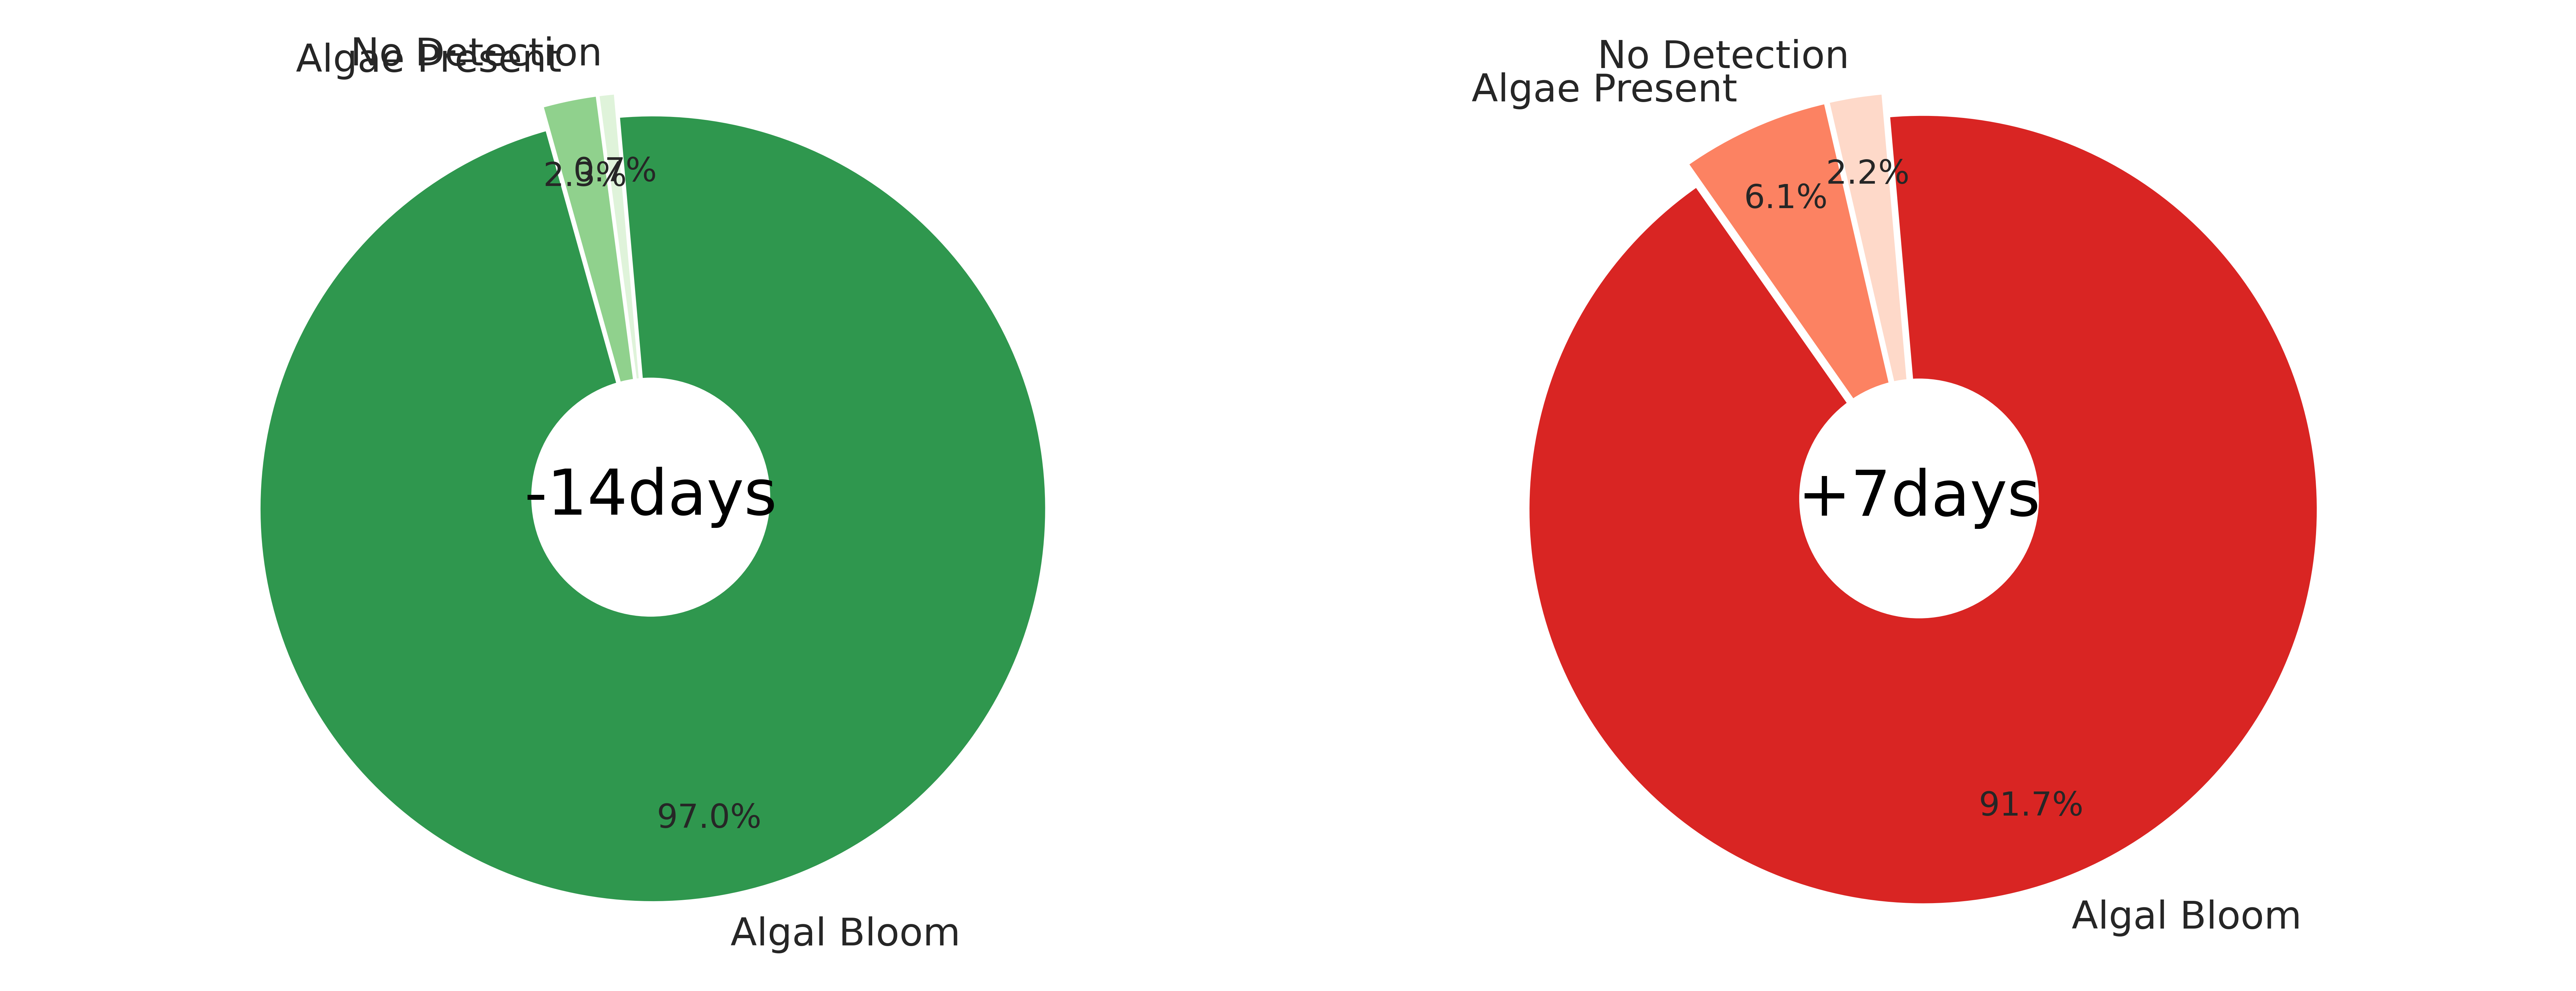 No Detection
Algae Present
2.3%
0.7%
-14days
97.0%
Algal Bloom
No Detection
Algae Present
2.2%
6.1%
+7days
91.7%
Algal Bloom